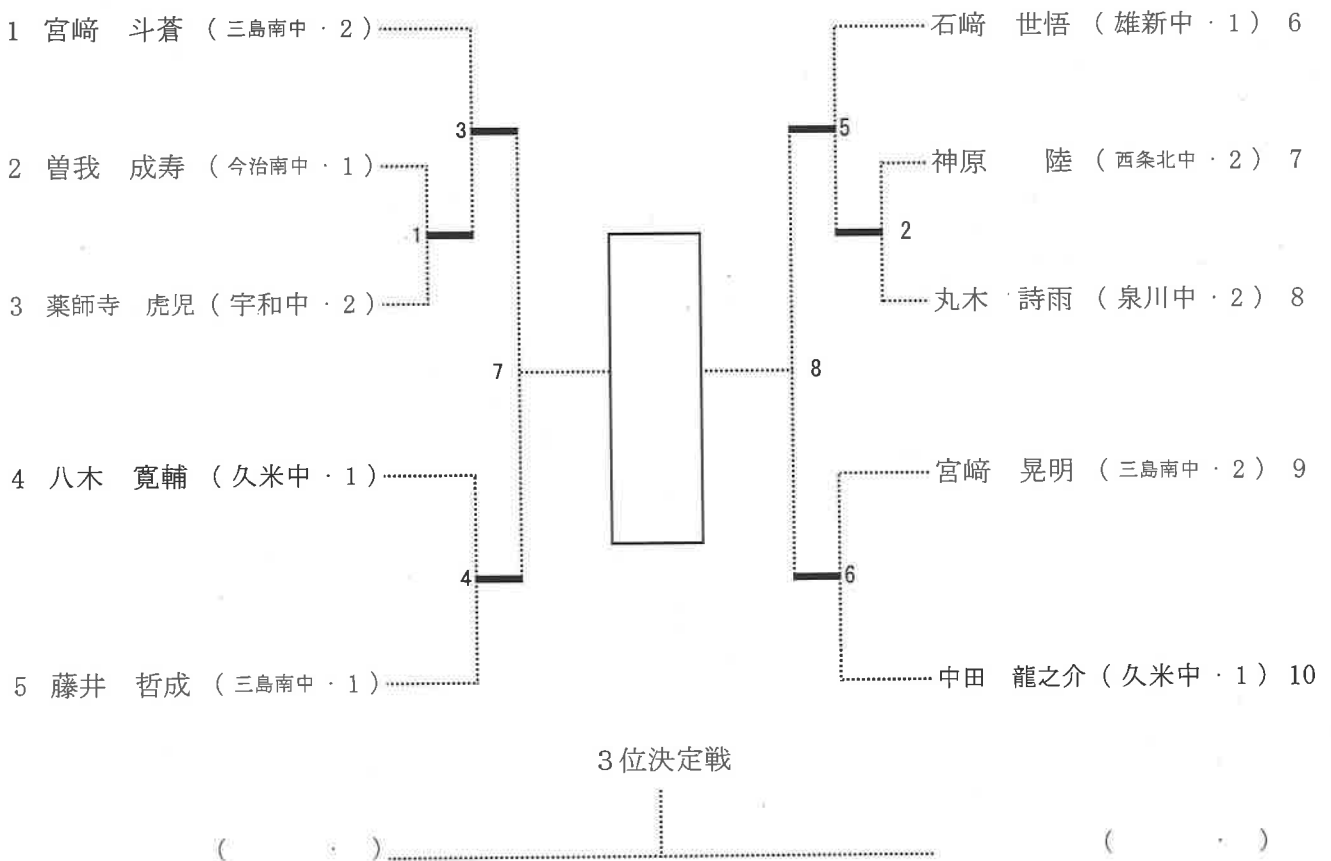 1 宮﨑 斗蒼 ( 三島南中 · 2 )
石﨑 世悟 ( 雄新中 · 1 ) 6
3
5
2 曽我 成寿 ( 今治南中 · 1 )
神原 陸 ( 西条北中 · 2 ) 7
1
2
3 薬師寺 虎児 ( 宇和中 · 2 )
丸木 詩雨 ( 泉川中 · 2 ) 8
7
8
4 八木 寛輔 ( 久米中 · 1 )
宮﨑 晃明 ( 三島南中 · 2 ) 9
4
6
5 藤井 哲成 ( 三島南中 · 1 )
中田 龍之介 ( 久米中 · 1 ) 10
3位決定戦
( · )
( · )